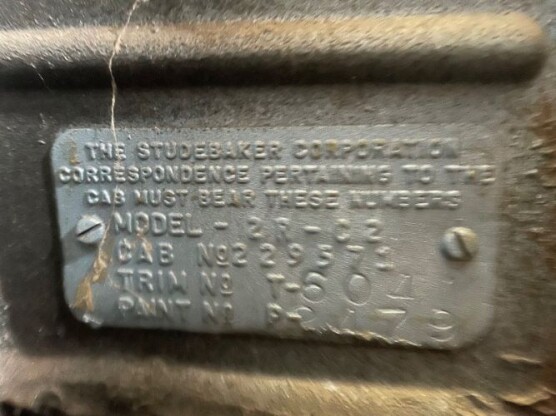 THE STUDEBAKER CORPORATION
CORRESPONDENCE PERTAINING TO THE
CAB MUST BEAR THESE NUMBERS
MODEL - 2R-C2
CAB No 229571
TRIM No T-604
PAINT No